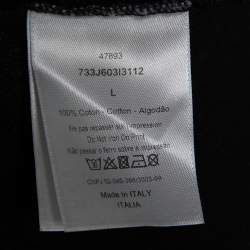 47893
733J603I3112
L
100% Coton - Cotton - Algodão
Ne pas repasser sur l'impression
Do Not Iron On Print
Não passar o ferro sobre a impressão
Made in ITALY
ITALIA